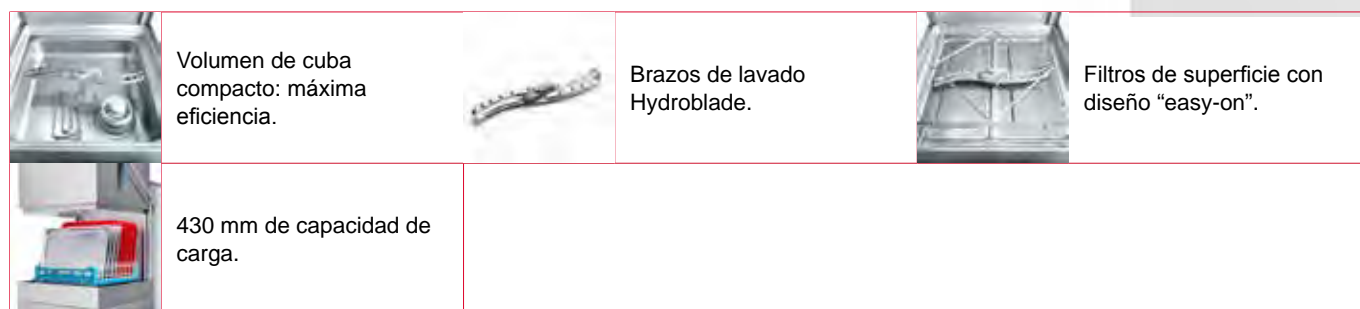 Volumen de cuba
compacto: máxima
eficiencia.
Brazos de lavado
Hydroblade.
Filtros de superficie con
diseño “easy-on”.
430 mm de capacidad de
carga.